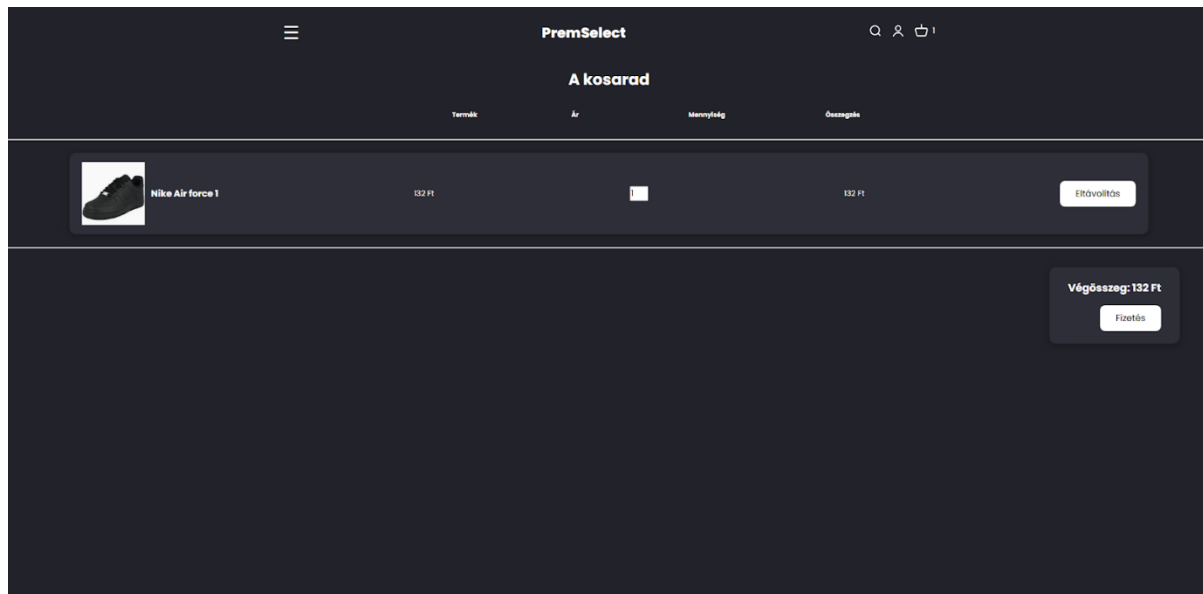 PremSelect 1
A kosarad
Termék Ár Mennyiség Összegzés
Nike Air force 1 132 Ft 1 132 Ft Eltávolítás
Végösszeg: 132 Ft
Fizetés